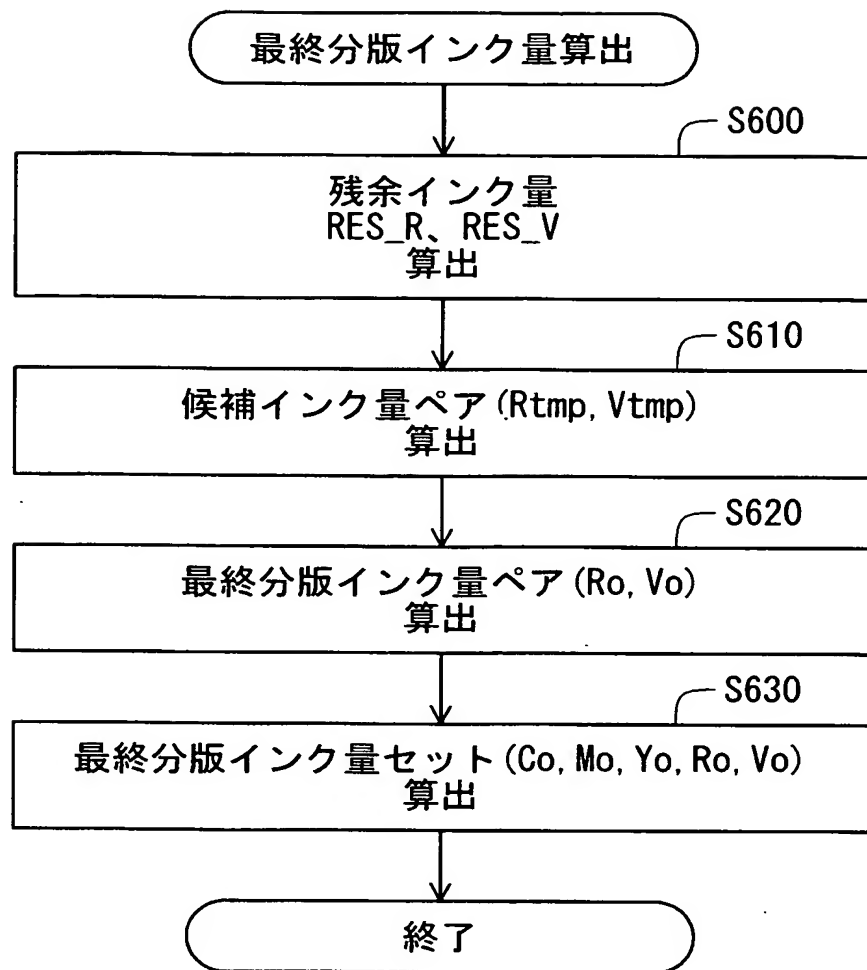 最終分版インク量算出
S600
残余インク量
RES_R、RES_V
算出
S610
候補インク量ペア(Rtmp,Vtmp)
算出
S620
最終分版インク量ペア(Ro,Vo)
算出
S630
最終分版インク量セット(Co,Mo,Yo,Ro,Vo)
算出
終了